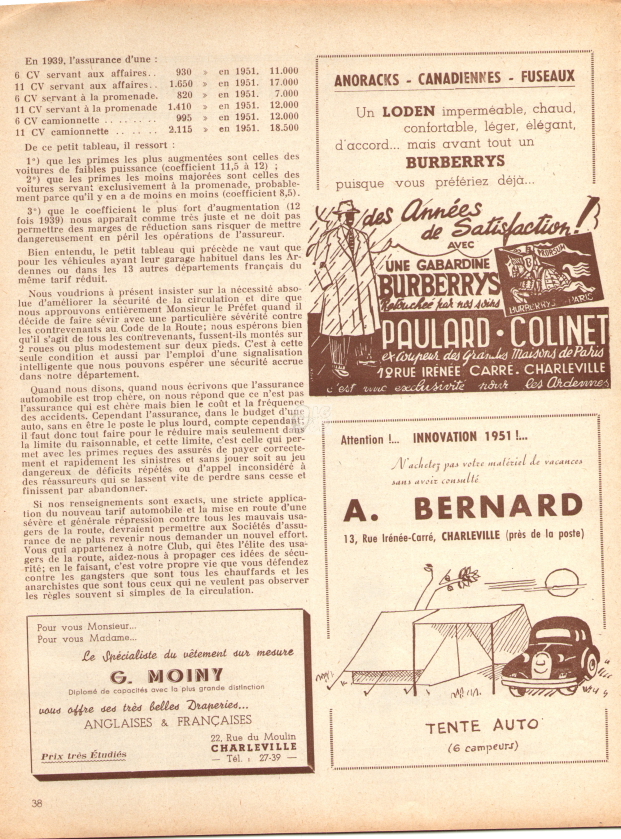 En 1939, l'assurance d'une :
6 CV servant aux affaires.. 930 » en 1951. 11.000
11 CV servant aux affaires.. 1.650 » en 1951. 17.000
6 CV servant à la promenade. 820 » en 1951. 7.000
11 CV servant à la promenade 1.410 » en 1951. 12.000
6 CV camionnette .. .. .. .. 995 » en 1951. 12.000
11 CV camionnette .. .. .. 2.115 » en 1951. 18.500
De ce petit tableau, il ressort :
1°) que les primes les plus augmentées sont celles des
voitures de faibles puissance (coefficient 11,5 à 12) ;
2°) que les primes les moins majorées sont celles des
voitures servant exclusivement à la promenade, probable-
ment parce qu'il y a de moins en moins (coefficient 8,5).
3°) que le coefficient le plus fort d'augmentation (12
fois 1939) nous apparaît comme très juste et ne doit pas
permettre des marges de réduction sans risquer de mettre
dangereusement en péril les opérations de l'assureur.
Bien entendu, le petit tableau qui précède ne vaut que
pour les véhicules ayant leur garage habituel dans les Ar-
dennes ou dans les 13 autres départements français du
même tarif réduit.
Nous voudrions à présent insister sur la nécessité abso-
lue d'améliorer la sécurité de la circulation et dire que
nous approuvons entièrement Monsieur le Préfet quand il
décide de faire sévir avec une particulière sévérité contre
les contrevenants au Code de la Route; nous espérons bien
qu'il s'agit de tous les contrevenants, fussent-ils montés sur
2 roues ou plus modestement sur deux pieds. C'est à cette
seule condition et aussi par l'emploi d'une signalisation
intelligente que nous pouvons espérer une sécurité accrue
dans notre département.
Quand nous disons, quand nous écrivons que l'assurance
automobile est trop chère, on nous répond que ce n'est pas
l'assurance qui est chère mais bien le coût et la fréquence
des accidents. Cependant l'assurance, dans le budget d'une
auto, sans en être le poste le plus lourd, compte cependant;
il faut donc tout faire pour le réduire mais seulement dans
la limite du raisonnable, et cette limite, c'est celle qui per-
met avec les primes reçues des assurés de payer correcte-
ment et rapidement les sinistres et sans jouer soit au jeu
dangereux de déficits répétés ou d'appel inconsidéré à
des réassureurs qui se lassent vite de perdre sans cesse et
finissent par abandonner.
Si nos renseignements sont exacts, une stricte applica-
tion du nouveau tarif automobile et la mise en route d'une
sévère et générale répression contre tous les mauvais usa-
gers de la route, devraient permettre aux Sociétés d'assu-
rance de ne plus revenir nous demander un nouvel effort.
Vous qui appartenez à notre Club, qui êtes l'élite des usa-
gers de la route, aidez-nous à propager ces idées de sécu-
rité; en le faisant, c'est votre propre vie que vous défendez
contre les gangsters que sont tous les chauffards et les
anarchistes que sont tous ceux qui ne veulent pas observer
les règles souvent si simples de la circulation.
Pour vous Monsieur...
Pour vous Madame...
Le Spécialiste du vêtement sur mesure
G. MOINY
Diplomé de capacités avec la plus grande distinction
vous offre ses très belles Draperies...
ANGLAISES & FRANÇAISES
22, Rue du Moulin
CHARLEVILLE
Prix très Étudiés
— Tél. : 27-39 —
38
ANORACKS - CANADIENNES - FUSEAUX
Un LODEN imperméable, chaud,
confortable, léger, élégant,
d'accord... mais avant tout un
BURBERRYS
puisque vous préfériez déjà...
des Années
de Satisfaction !
AVEC
UNE GABARDINE
BURBERRYS
Retouchée par nos soins
PAULARD - COLINET
ex coupeur des Grandes Maisons de Paris
19 RUE IRÉNÉE CARRÉ - CHARLEVILLE
c'est une exclusivité pour les Ardennes
Attention !... INNOVATION 1951 !...
N'achetez pas votre matériel de vacances
sans avoir consulté
A. BERNARD
13, Rue Irénée-Carré, CHARLEVILLE (près de la poste)
TENTE AUTO
(6 campeurs)